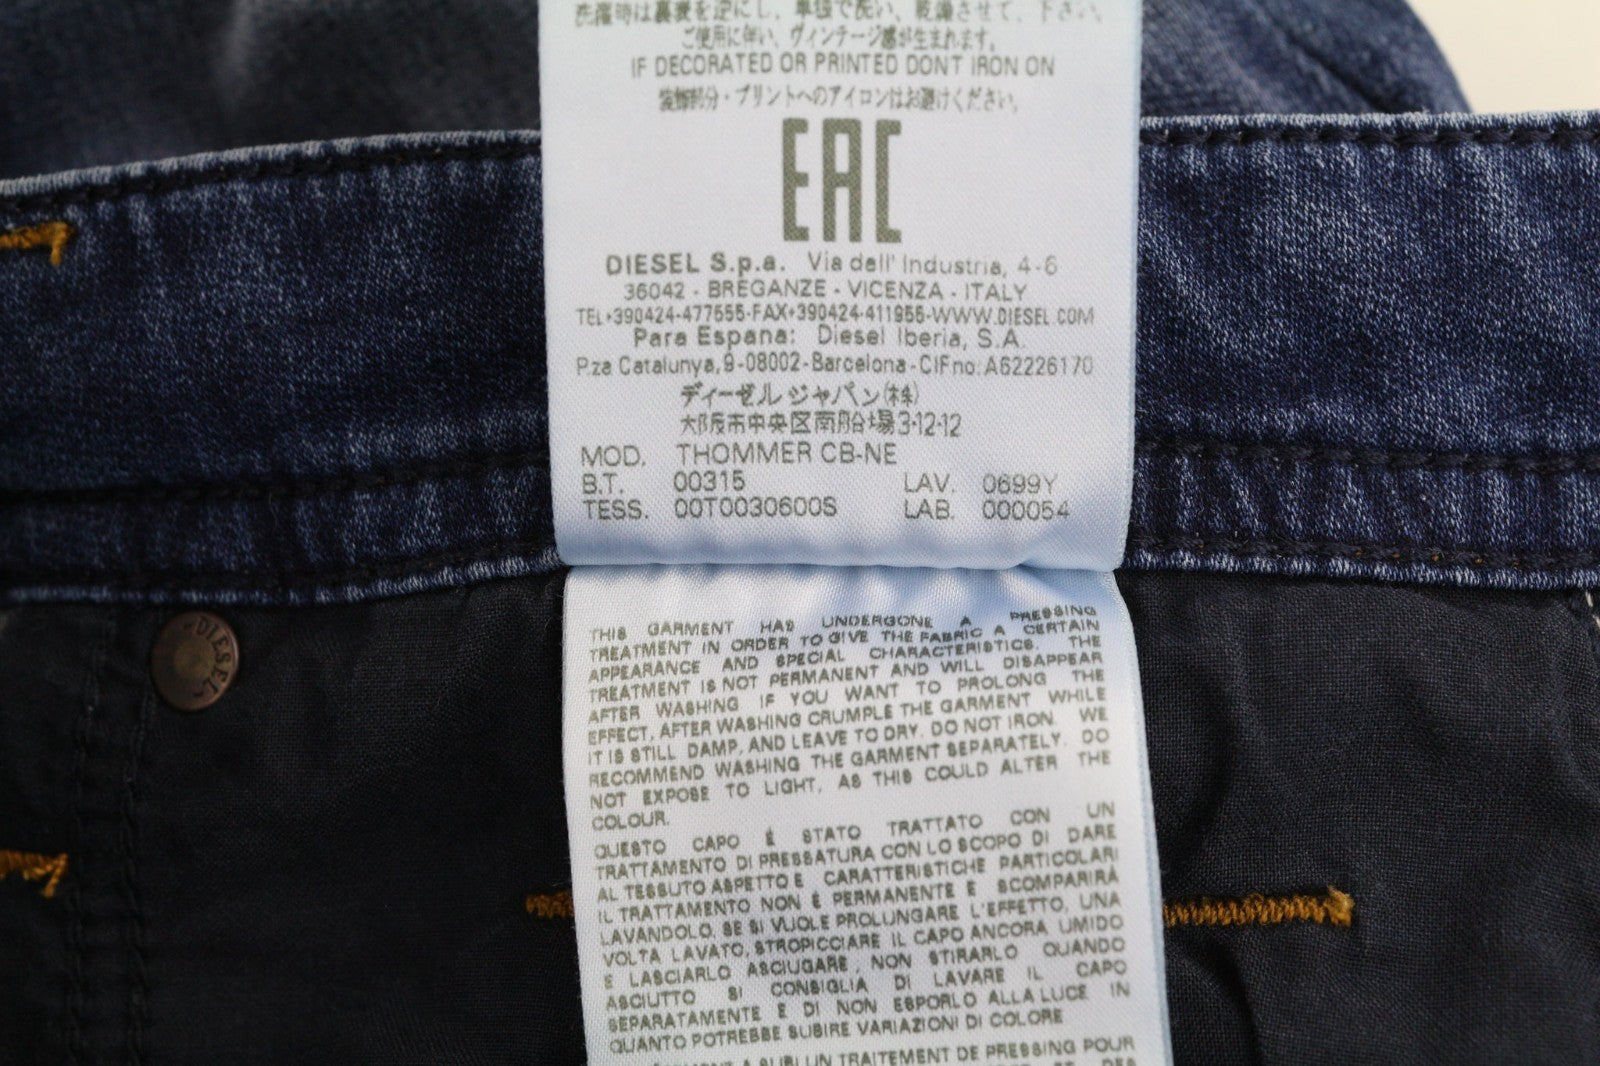 洗濯時は裏表を逆にし、単独で洗い、乾燥させて、下さい。
ご使用に伴い、ヴィンテージ感が生まれます。
IF DECORATED OR PRINTED DONT IRON ON
装飾部分・プリントへのアイロンはお避けください。
EAC
DIESEL S.p.a. Via dell' Industria, 4-6
36042 - BREGANZE - VICENZA - ITALY
TEL+390424-477555-FAX+390424-411955-WWW.DIESEL.COM
Para Espana: Diesel Iberia, S.A.
P.za Catalunya, 9-08002-Barcelona-CIF no: A62226170
ディーゼル ジャパン(株)
大阪市中央区南船場3-12-12
MOD. THOMMER CB-NE
B.T. 00315 LAV. 0699Y
TESS. 00T0030600S LAB. 000054
THIS GARMENT HAS UNDERGONE A PRESSING
TREATMENT IN ORDER TO GIVE THE FABRIC A CERTAIN
APPEARANCE AND SPECIAL CHARACTERISTICS. THE
TREATMENT IS NOT PERMANENT AND WILL DISAPPEAR
AFTER WASHING IF YOU WANT TO PROLONG THE
EFFECT, AFTER WASHING CRUMPLE THE GARMENT WHILE
IT IS STILL DAMP, AND LEAVE TO DRY. DO NOT IRON. WE
RECOMMEND WASHING THE GARMENT SEPARATELY. DO
NOT EXPOSE TO LIGHT, AS THIS COULD ALTER THE
COLOUR.
QUESTO CAPO È STATO TRATTATO CON UN
TRATTAMENTO DI PRESSATURA CON LO SCOPO DI DARE
AL TESSUTO ASPETTO E CARATTERISTICHE PARTICOLARI
IL TRATTAMENTO NON È PERMANENTE E SCOMPARIRÀ
LAVANDOLO, SE SI VUOLE PROLUNGARE L'EFFETTO, UNA
VOLTA LAVATO, STROPICCIARE IL CAPO ANCORA UMIDO
E LASCIARLO ASCIUGARE, NON STIRARLO QUANDO
ASCIUTTO SI CONSIGLIA DI LAVARE IL CAPO
SEPARATAMENTE E DI NON ESPORLO ALLA LUCE IN
QUANTO POTREBBE SUBIRE VARIAZIONI DI COLORE
A SUBI UN TRAITEMENT DE PRESSING POUR
DIESEL
DIESEL